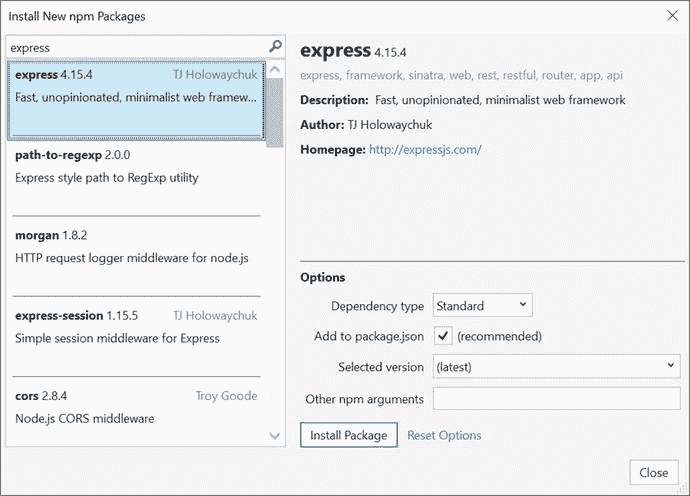 Install New npm Packages
express
express 4.15.4 TJ Holowaychuk
Fast, unopinionated, minimalist web framew...
path-to-regexp 2.0.0
Express style path to RegExp utility
morgan 1.8.2
HTTP request logger middleware for node.js
express-session 1.15.5 TJ Holowaychuk
Simple session middleware for Express
cors 2.8.4 Troy Goode
Node.js CORS middleware
express 4.15.4
express, framework, sinatra, web, rest, restful, router, app, api
Description: Fast, unopinionated, minimalist web framework
Author: TJ Holowaychuk
Homepage: http://expressjs.com/
Options
Dependency type Standard
Add to package.json (recommended)
Selected version (latest)
Other npm arguments
Install Package Reset Options
Close